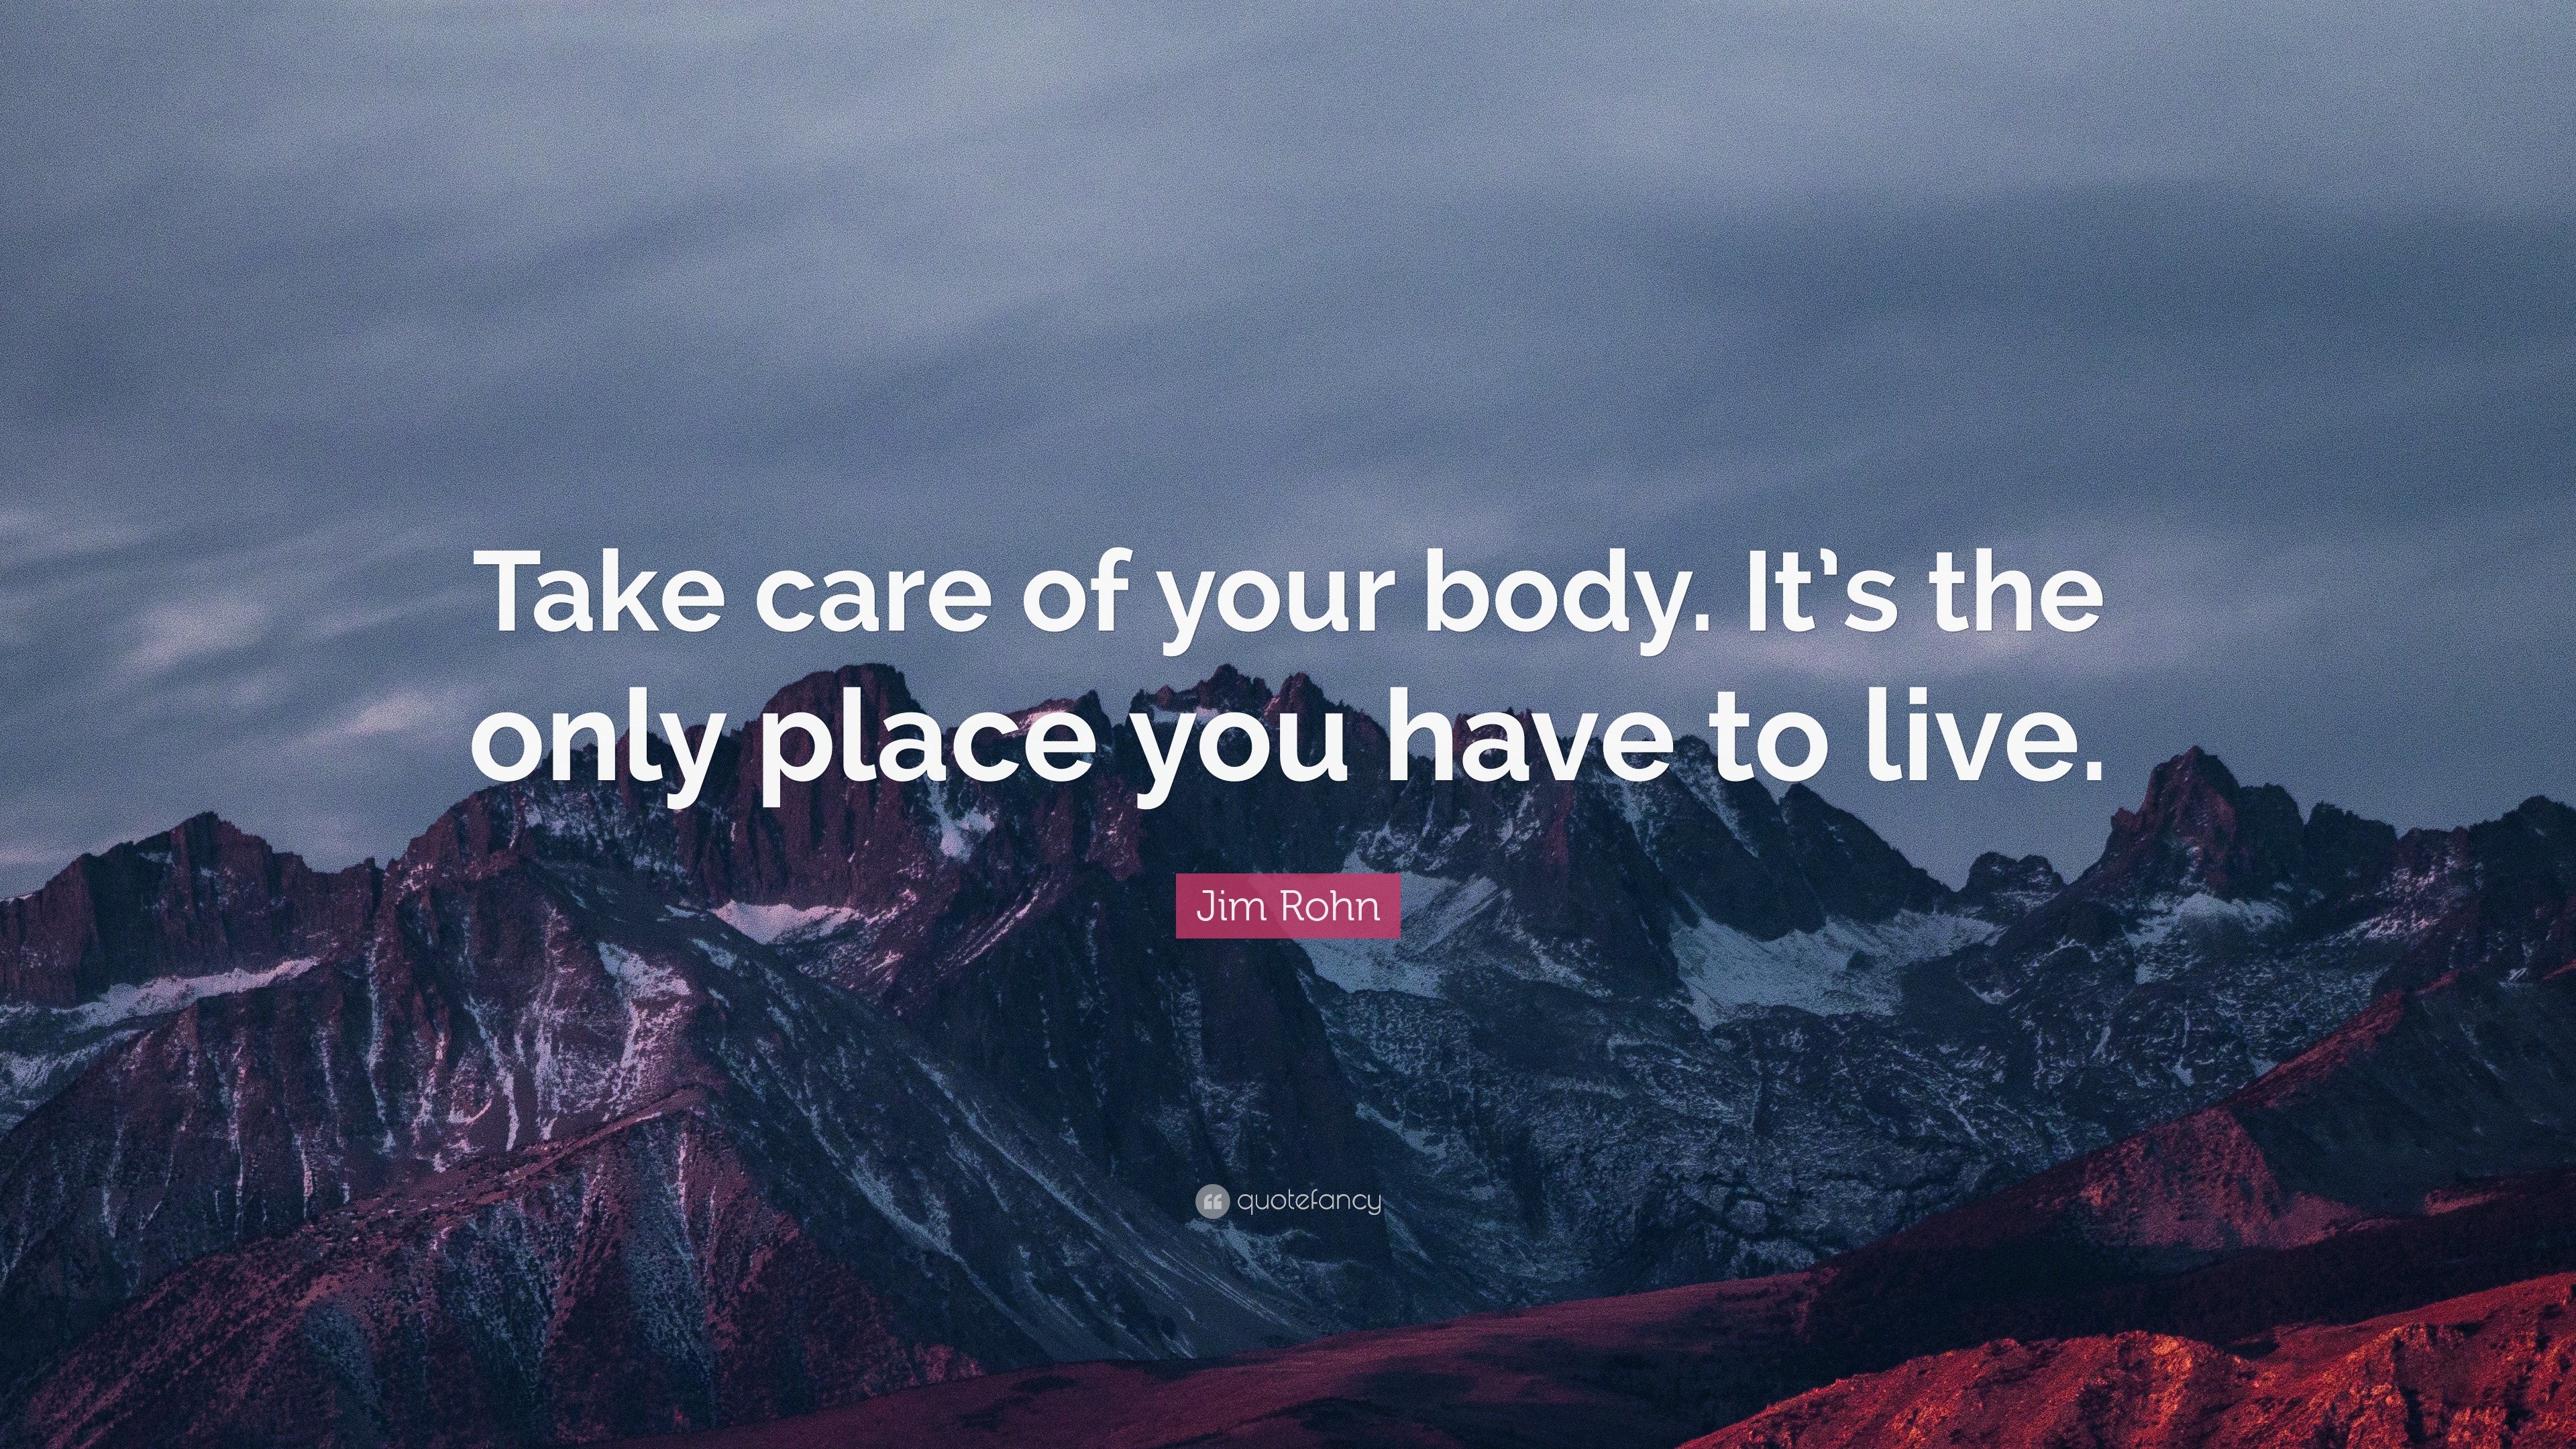 Take care of your body. It’s the
only place you have to live.
Jim Rohn
quotefancy